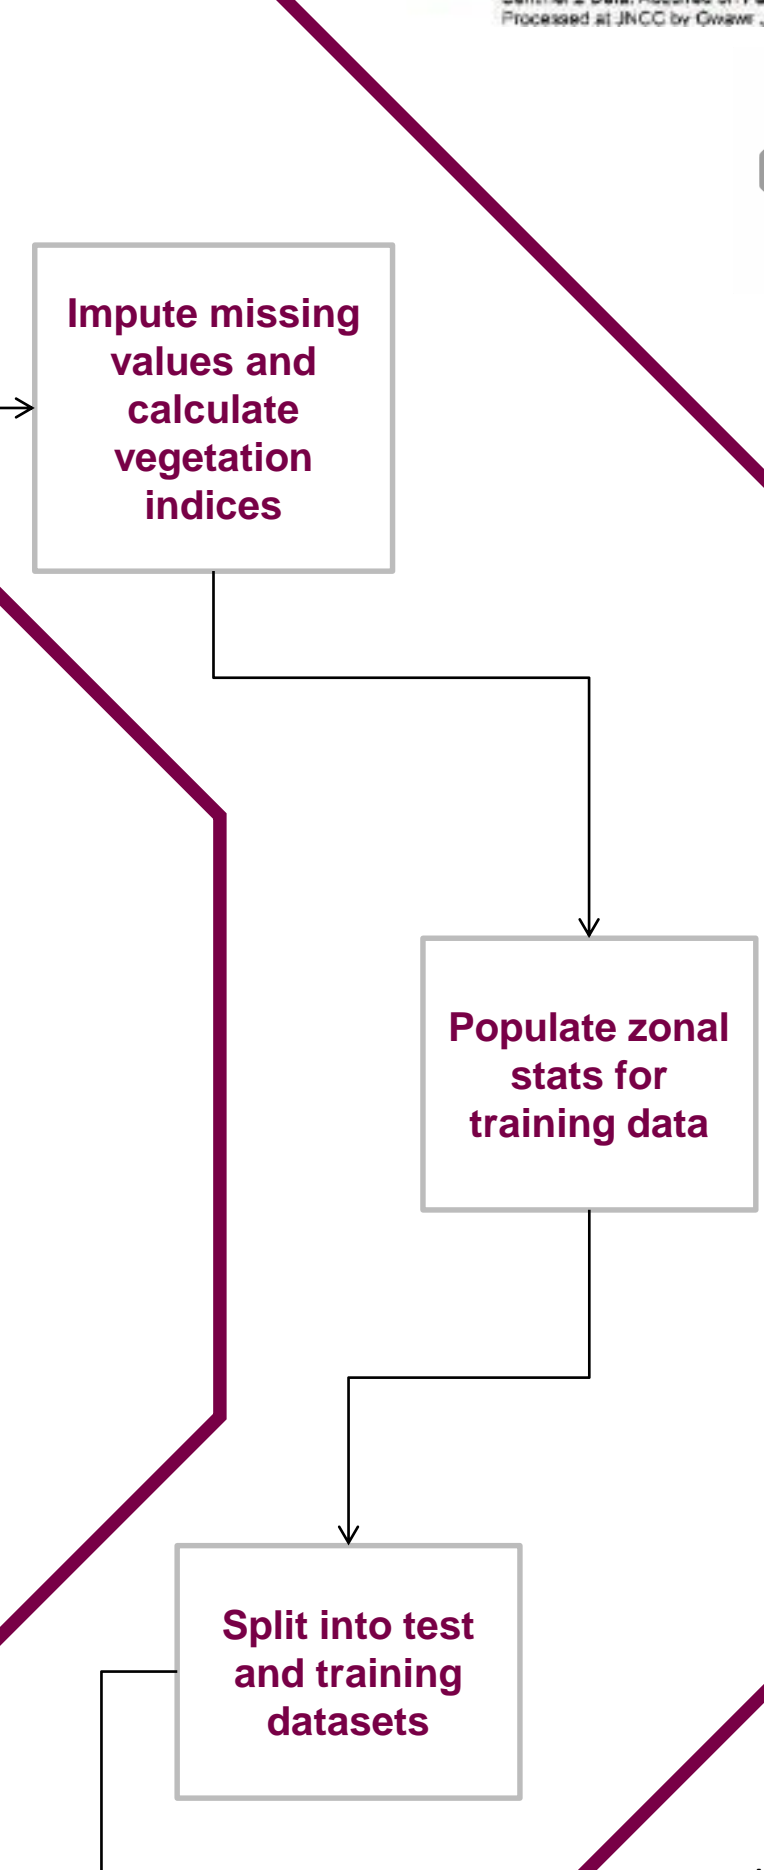 Processed at JNCC by Gwawr
Impute missing
values and
calculate
vegetation
indices
Populate zonal
stats for
training data
Split into test
and training
datasets